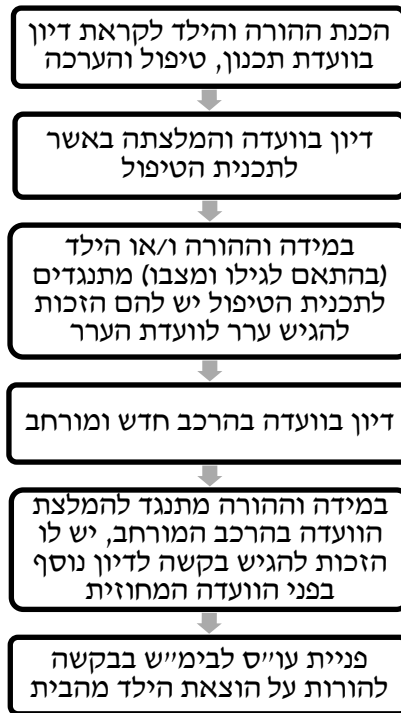 הכנת ההורה והילד לקראת דיון
בוועדת תכנון, טיפול והערכה
דיון בוועדה והמלצתה באשר
לתכנית הטיפול
במידה וההורה ו/או הילד
(בהתאם לגילו ומצבו) מתנגדים
לתכנית הטיפול יש להם הזכות
להגיש ערר לוועדת הערר
דיון בוועדה בהרכב חדש ומורחב
במידה וההורה מתנגד להמלצת
הוועדה בהרכב המורחב, יש לו
הזכות להגיש בקשה לדיון נוסף
בפני הוועדה המחוזית
פניית עו״ס לבימ״ש בבקשה
להורות על הוצאת הילד מהבית